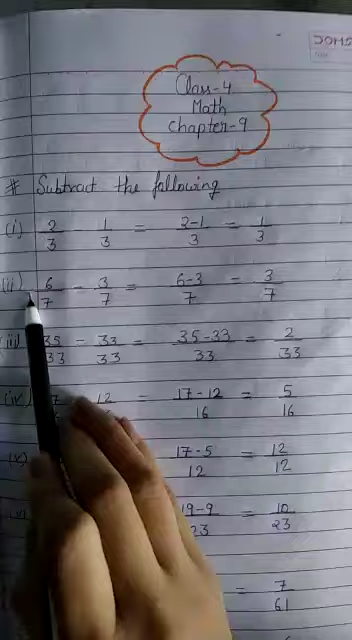 Class-4
Math
Chapter-9
# Subtract the following
(i) 2/3 - 1/3 = 2-1/3 = 1/3
(ii) 6/7 - 3/7 = 6-3/7 = 3/7
35/33 - 33/33 = 35-33/33 = 2/33
(iv) 12 = 17-12/16 = 5/16
17-5/12 = 12/12
19-9/23 = 10/23
= 7/61